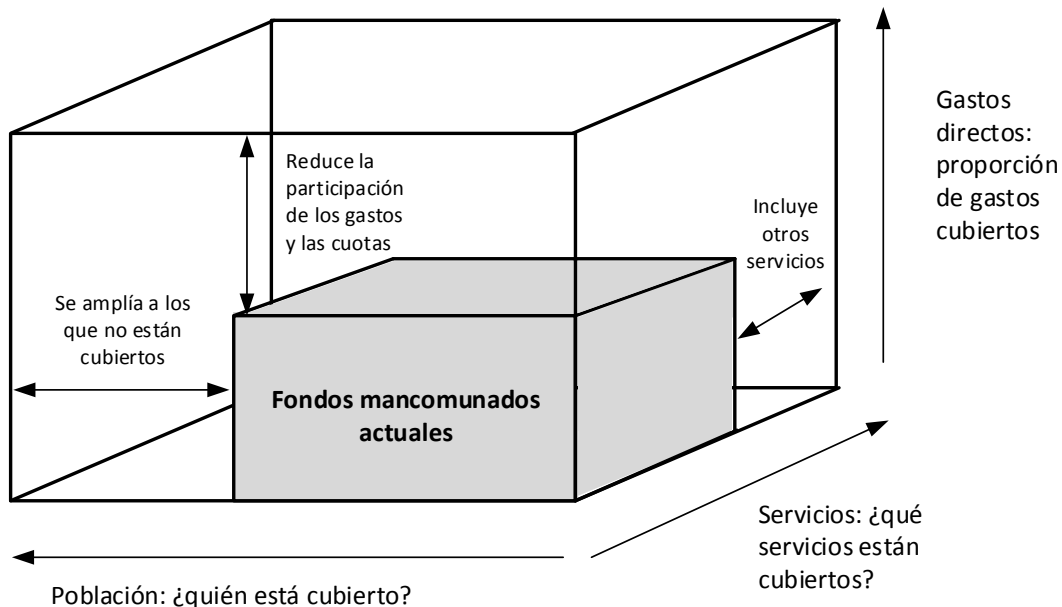 Gastos
directos:
proporción
de gastos
cubiertos
Reduce la
participación
de los gastos
y las cuotas
Incluye
otros
servicios
Se amplía a los
que no están
cubiertos
Fondos mancomunados
actuales
Servicios: ¿qué
servicios están
cubiertos?
Población: ¿quién está cubierto?